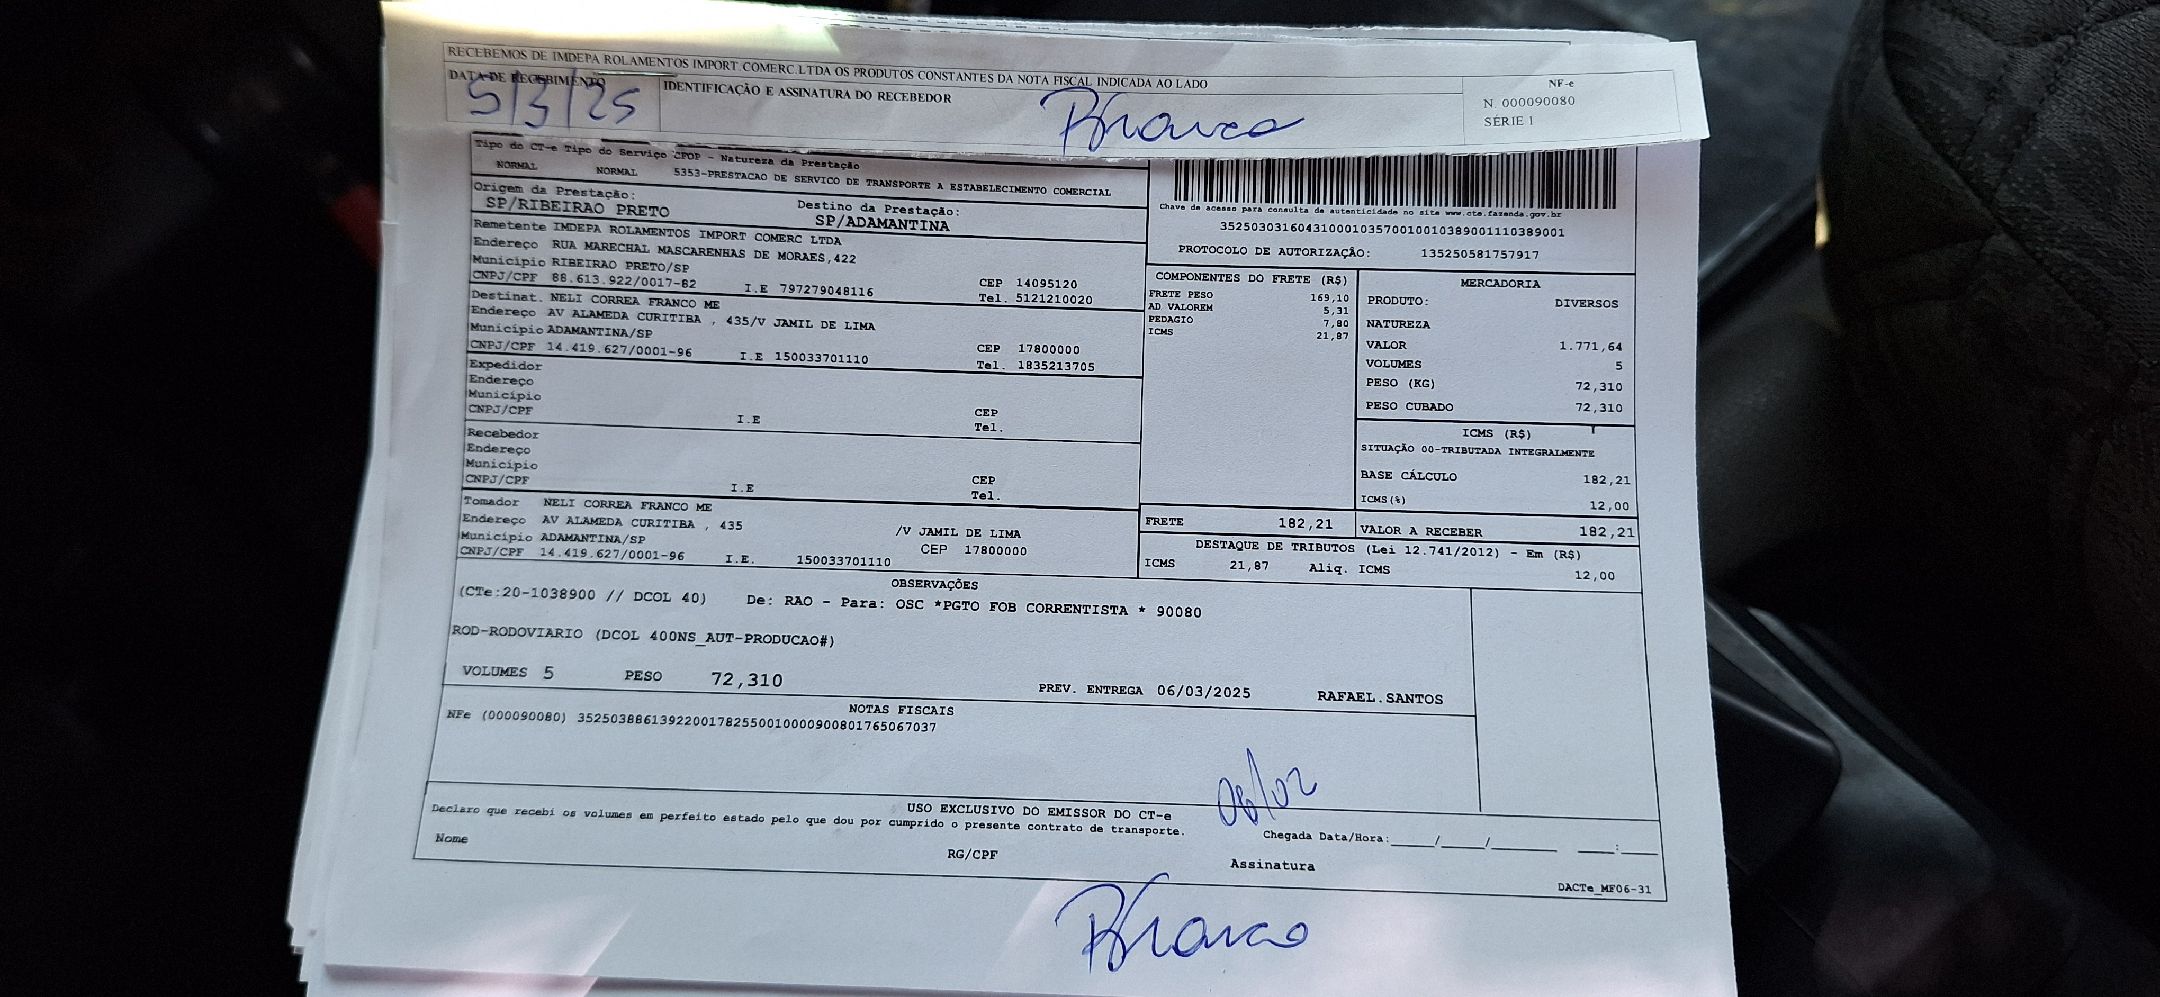 RECEBEMOS DE IMDEPA ROLAMENTOS IMPORT COMERC.LTDA OS PRODUTOS CONSTANTES DA NOTA FISCAL INDICADA AO LADO
DATA DE RECEBIMENTO
5/3/25
IDENTIFICAÇÃO E ASSINATURA DO RECEBEDOR
NF-e
N. 000090080
SÉRIE 1
Tipo do CT-e Tipo do Serviço CFOP - Natureza da Prestação
NORMAL NORMAL 5353-PRESTACAO DE SERVICO DE TRANSPORTE A ESTABELECIMENTO COMERCIAL
Origem da Prestação: Destino da Prestação:
SP/RIBEIRAO PRETO SP/ADAMANTINA
Remetente IMDEPA ROLAMENTOS IMPORT COMERC LTDA
Endereço RUA MARECHAL MASCARENHAS DE MORAES,422
Município RIBEIRAO PRETO/SP CEP 14095120
CNPJ/CPF 88.613.922/0017-82 I.E 797279048116 Tel. 5121210020
Destinat. NELI CORREA FRANCO ME
Endereço AV ALAMEDA CURITIBA , 435/V JAMIL DE LIMA
Município ADAMANTINA/SP CEP 17800000
CNPJ/CPF 14.419.627/0001-96 I.E 150033701110 Tel. 1835213705
Expedidor
Endereço
Município CEP
CNPJ/CPF I.E Tel.
Recebedor
Endereço
Município CEP
CNPJ/CPF I.E Tel.
Tomador NELI CORREA FRANCO ME
Endereço AV ALAMEDA CURITIBA , 435 /V JAMIL DE LIMA
Município ADAMANTINA/SP CEP 17800000
CNPJ/CPF 14.419.627/0001-96 I.E. 150033701110
Chave de acesso para consulta de autenticidade no site www.cte.fazenda.gov.br
35250303160431000103570010010389001110389001
PROTOCOLO DE AUTORIZAÇÃO: 135250581757917
COMPONENTES DO FRETE (R$)
FRETE PESO 169,10
AD VALOREM 5,31
PEDAGIO 7,80
ICMS 21,87
MERCADORIA
PRODUTO: DIVERSOS
NATUREZA
VALOR 1.771,64
VOLUMES 5
PESO (KG) 72,310
PESO CUBADO 72,310
ICMS (R$)
SITUAÇÃO 00-TRIBUTADA INTEGRALMENTE
BASE CÁLCULO 182,21
ICMS(%) 12,00
FRETE 182,21 VALOR A RECEBER 182,21
DESTAQUE DE TRIBUTOS (Lei 12.741/2012) - Em (R$)
ICMS 21,87 Aliq. ICMS 12,00
OBSERVAÇÕES
(CTe:20-1038900 // DCOL 40) De: RAO - Para: OSC *PGTO FOB CORRENTISTA * 90080
ROD-RODOVIARIO (DCOL 400NS_AUT-PRODUCAO#)
VOLUMES 5 PESO 72,310 PREV. ENTREGA 06/03/2025 RAFAEL.SANTOS
NOTAS FISCAIS
NFe (000090080) 35250388613922001782550010000900801765067037
USO EXCLUSIVO DO EMISSOR DO CT-e
Declaro que recebi os volumes em perfeito estado pelo que dou por cumprido o presente contrato de transporte.
Chegada Data/Hora:_____/_____/_______ ____:____
Nome RG/CPF Assinatura
DACTe_MF06-31